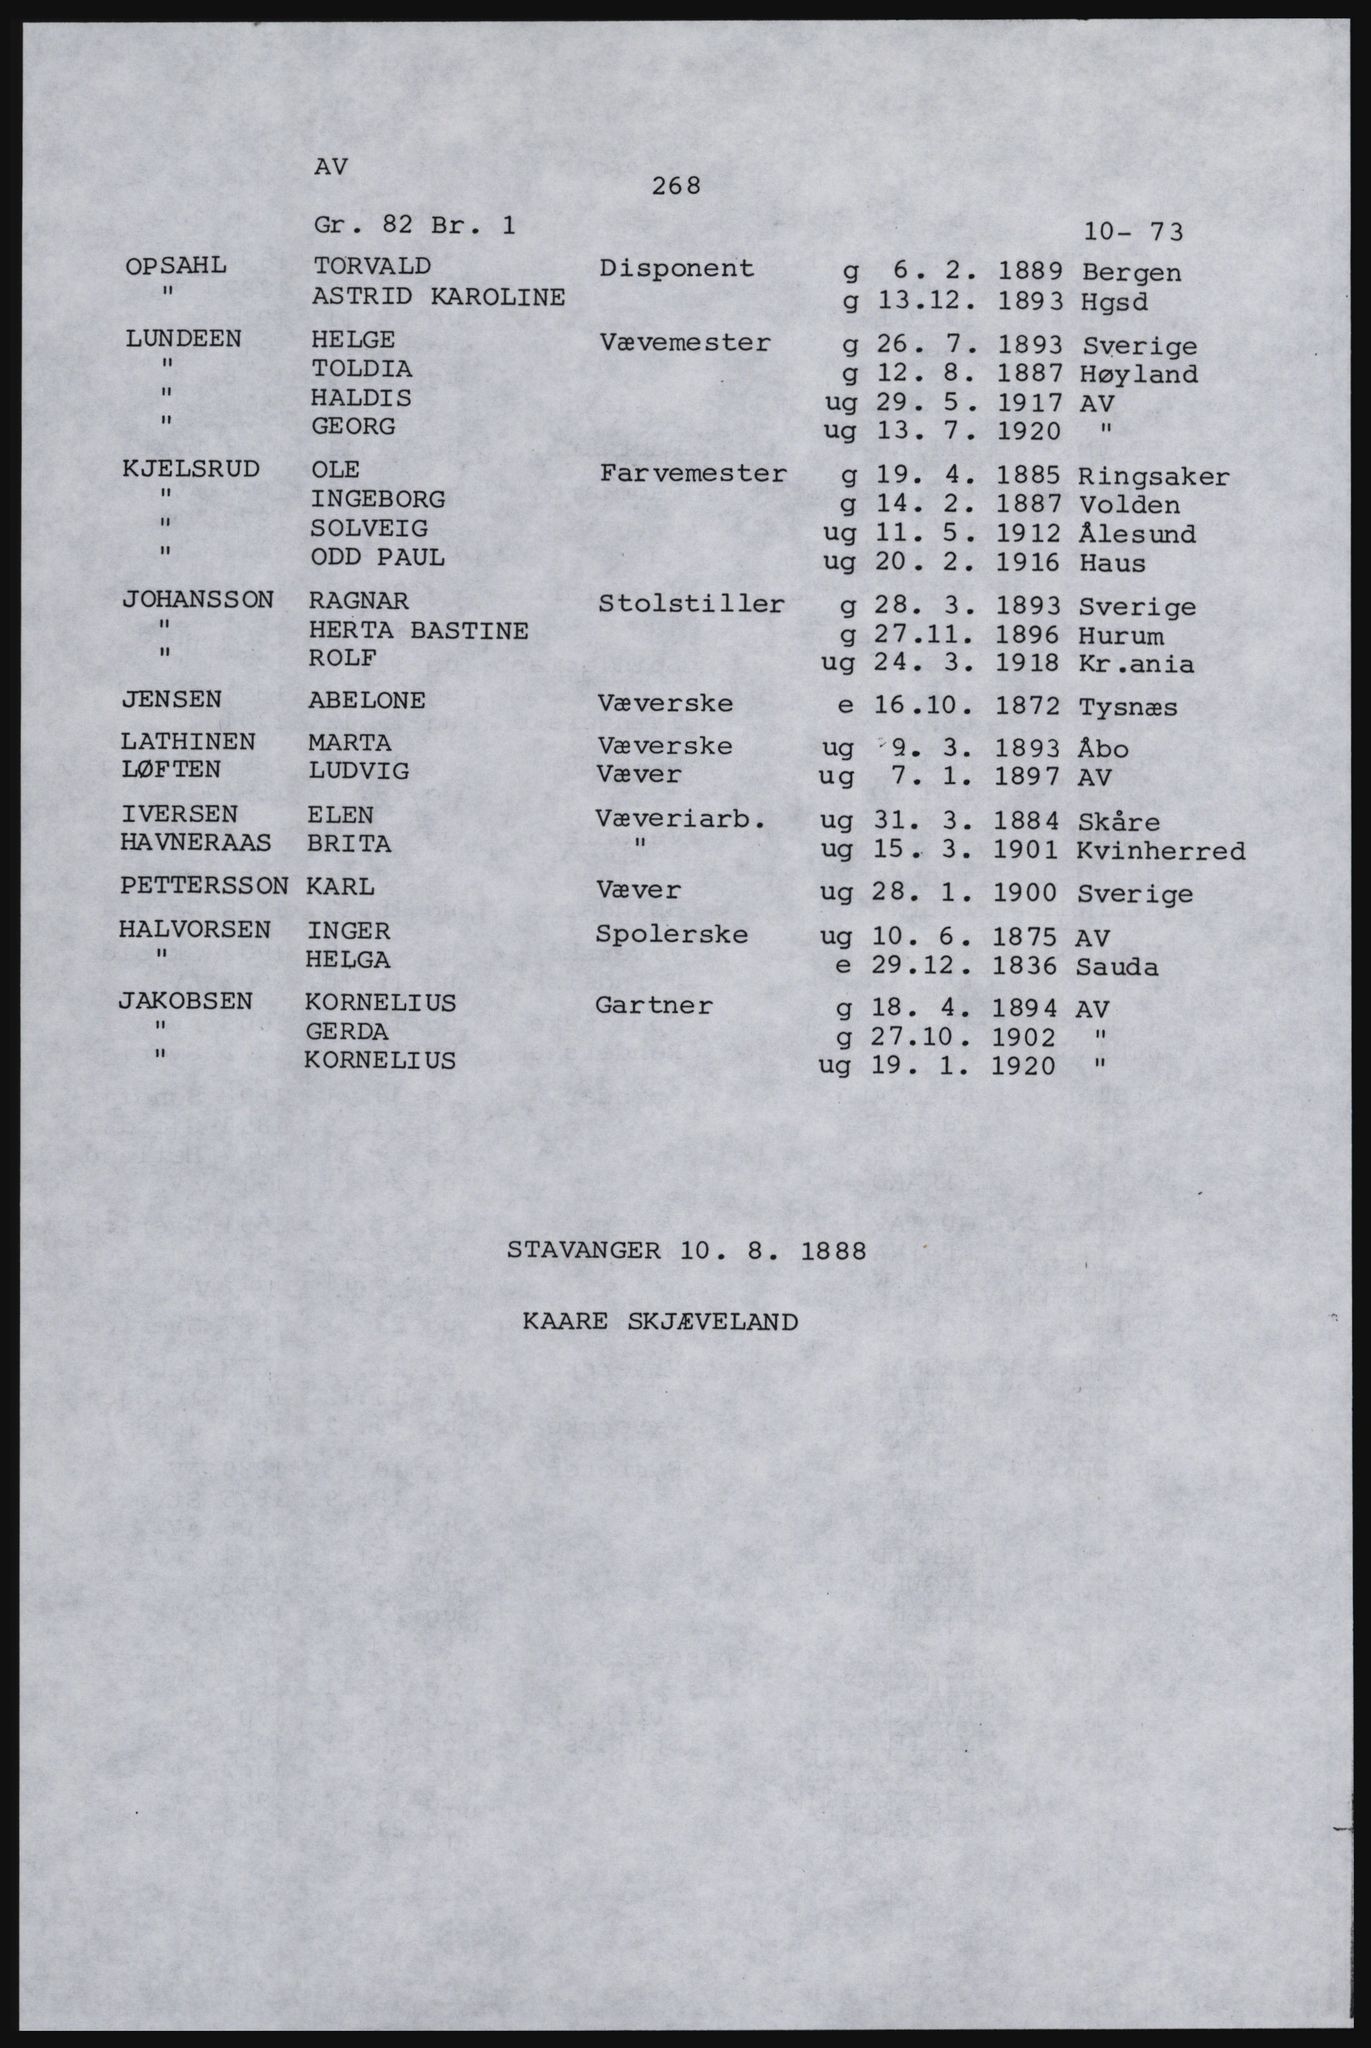 AV
268
Gr. 82 Br. 1 10- 73
OPSAHL TORVALD Disponent g 6. 2. 1889 Bergen
" ASTRID KAROLINE g 13.12. 1893 Hgsd
LUNDEEN HELGE Vævemester g 26. 7. 1893 Sverige
" TOLDIA g 12. 8. 1887 Høyland
" HALDIS ug 29. 5. 1917 AV
" GEORG ug 13. 7. 1920 "
KJELSRUD OLE Farvemester g 19. 4. 1885 Ringsaker
" INGEBORG g 14. 2. 1887 Volden
" SOLVEIG ug 11. 5. 1912 Ålesund
" ODD PAUL ug 20. 2. 1916 Haus
JOHANSSON RAGNAR Stolstiller g 28. 3. 1893 Sverige
" HERTA BASTINE g 27.11. 1896 Hurum
" ROLF ug 24. 3. 1918 Kr.ania
JENSEN ABELONE Væverske e 16.10. 1872 Tysnæs
LATHINEN MARTA Væverske ug 9. 3. 1893 Åbo
LØFTEN LUDVIG Væver ug 7. 1. 1897 AV
IVERSEN ELEN Væveriarb. ug 31. 3. 1884 Skåre
HAVNERAAS BRITA " ug 15. 3. 1901 Kvinherred
PETTERSSON KARL Væver ug 28. 1. 1900 Sverige
HALVORSEN INGER Spolerske ug 10. 6. 1875 AV
" HELGA e 29.12. 1836 Sauda
JAKOBSEN KORNELIUS Gartner g 18. 4. 1894 AV
" GERDA g 27.10. 1902 "
" KORNELIUS ug 19. 1. 1920 "
STAVANGER 10. 8. 1888
KAARE SKJÆVELAND